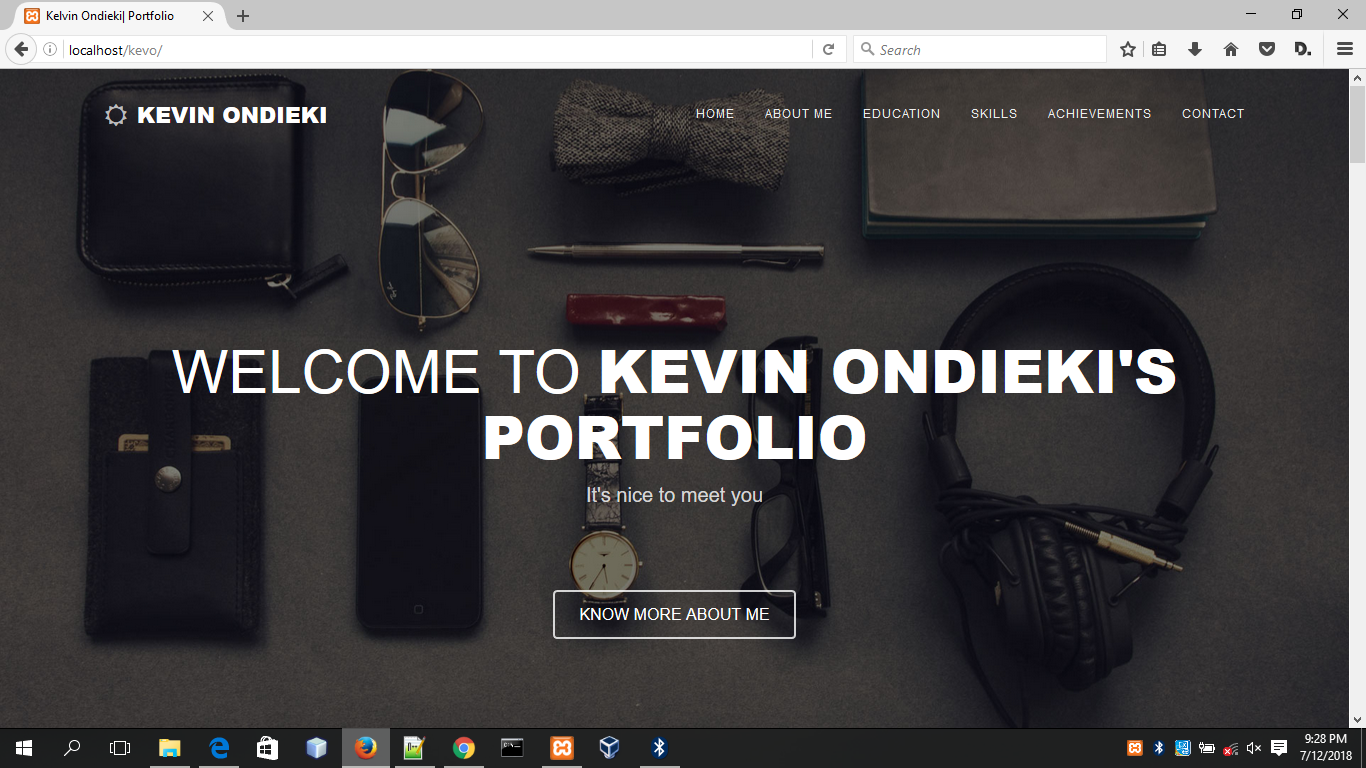 Kelvin Ondieki| Portfolio
localhost/kevo/
Search
D.
KEVIN ONDIEKI
HOME ABOUT ME EDUCATION SKILLS ACHIEVEMENTS CONTACT
WELCOME TO KEVIN ONDIEKI'S
PORTFOLIO
It's nice to meet you
KNOW MORE ABOUT ME
9:28 PM
7/12/2018